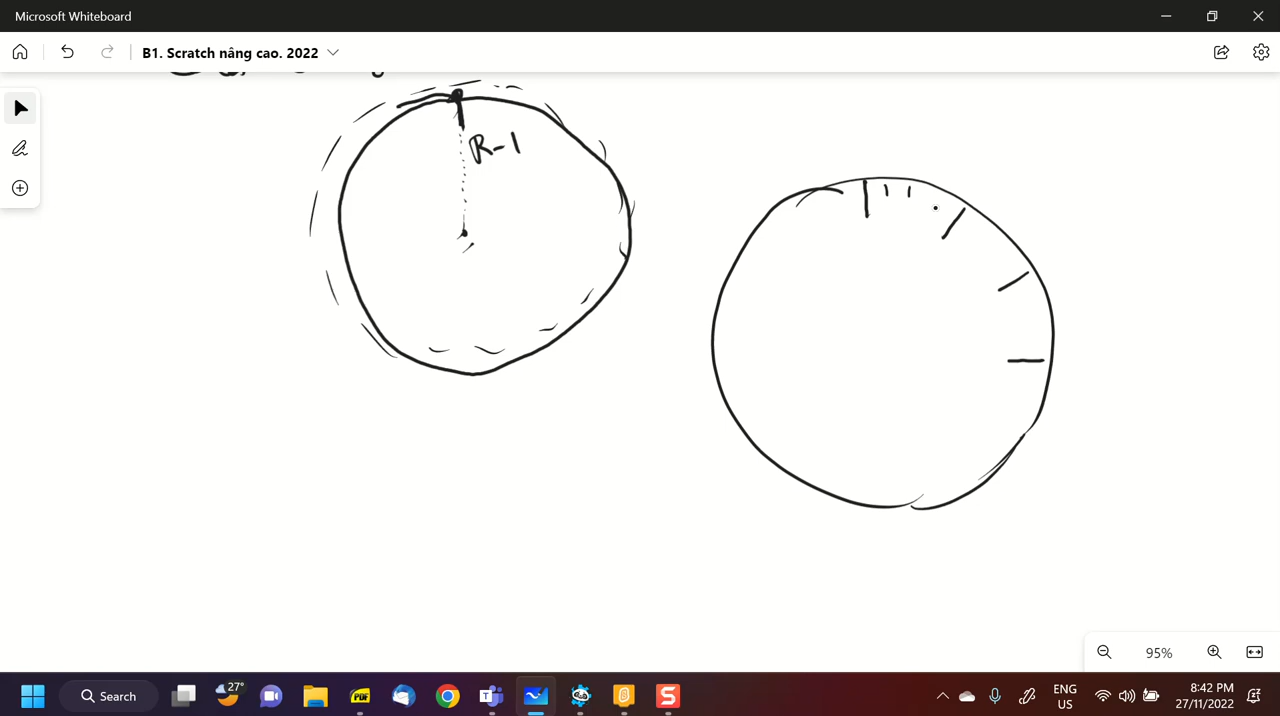 Microsoft Whiteboard
B1. Scratch nâng cao. 2022
R-1
95%
Search
27°
PDF
ENG
US
8:42 PM
27/11/2022